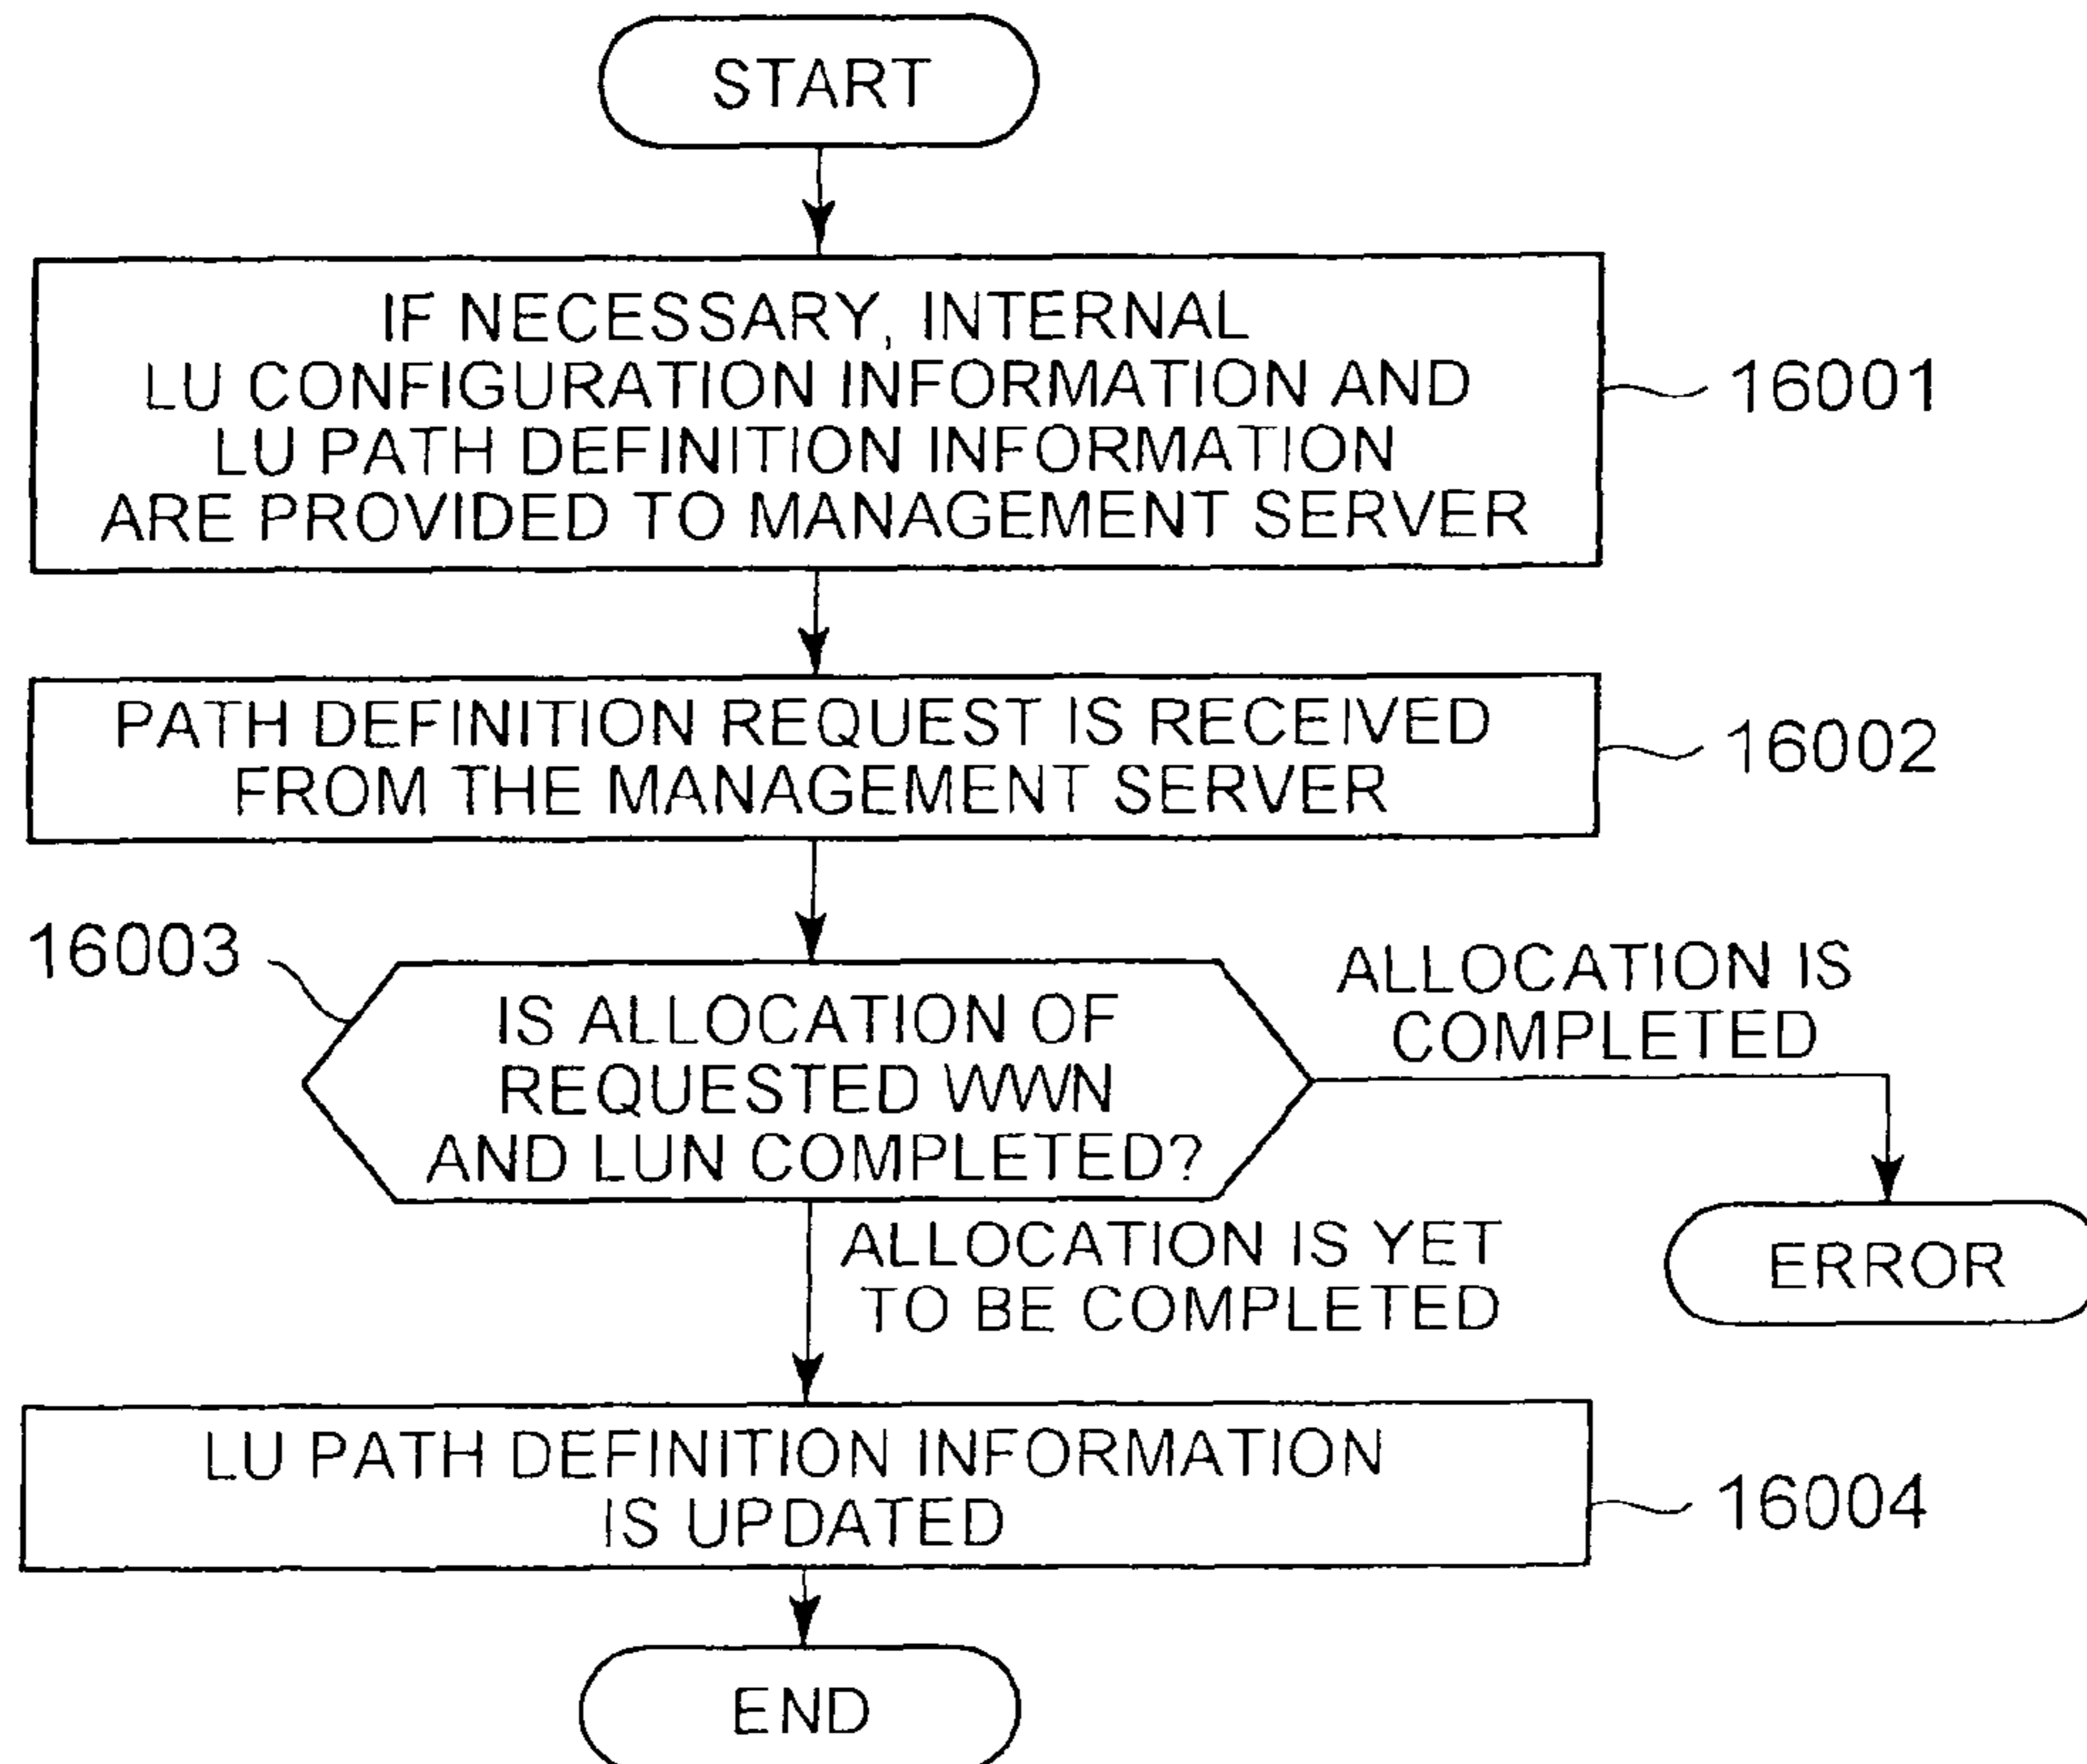 START
IF NECESSARY, INTERNAL
LU CONFIGURATION INFORMATION AND
LU PATH DEFINITION INFORMATION
ARE PROVIDED TO MANAGEMENT SERVER
16001
PATH DEFINITION REQUEST IS RECEIVED
FROM THE MANAGEMENT SERVER
16002
16003
IS ALLOCATION OF
REQUESTED WWN
AND LUN COMPLETED?
ALLOCATION IS
COMPLETED
ERROR
ALLOCATION IS YET
TO BE COMPLETED
LU PATH DEFINITION INFORMATION
IS UPDATED
16004
END